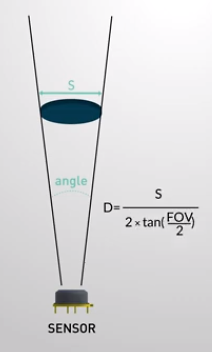 S
angle
D= S / 2 × tan(FOV/2)
SENSOR